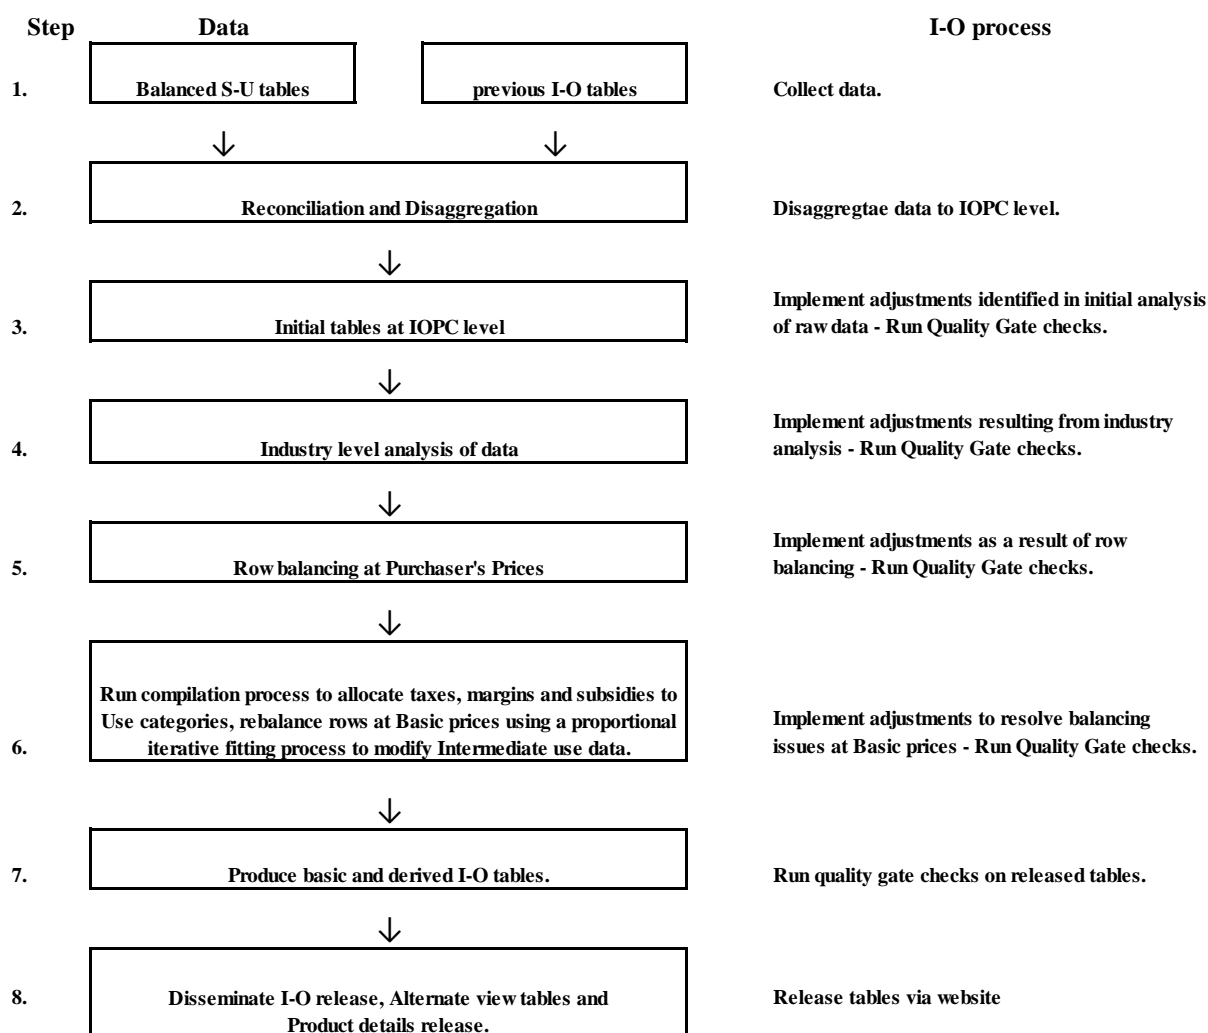 Step Data I-O process
1. Balanced S-U tables previous I-O tables Collect data.
2. Reconciliation and Disaggregation Disaggregtae data to IOPC level.
Implement adjustments identified in initial analysis
3. Initial tables at IOPC level of raw data - Run Quality Gate checks.
Implement adjustments resulting from industry
4. Industry level analysis of data analysis - Run Quality Gate checks.
Implement adjustments as a result of row
5. Row balancing at Purchaser's Prices balancing - Run Quality Gate checks.
Run compilation process to allocate taxes, margins and subsidies to
Use categories, rebalance rows at Basic prices using a proportional
Implement adjustments to resolve balancing
6. iterative fitting process to modify Intermediate use data. issues at Basic prices - Run Quality Gate checks.
7. Produce basic and derived I-O tables. Run quality gate checks on released tables.
8. Disseminate I-O release, Alternate view tables and Release tables via website
Product details release.